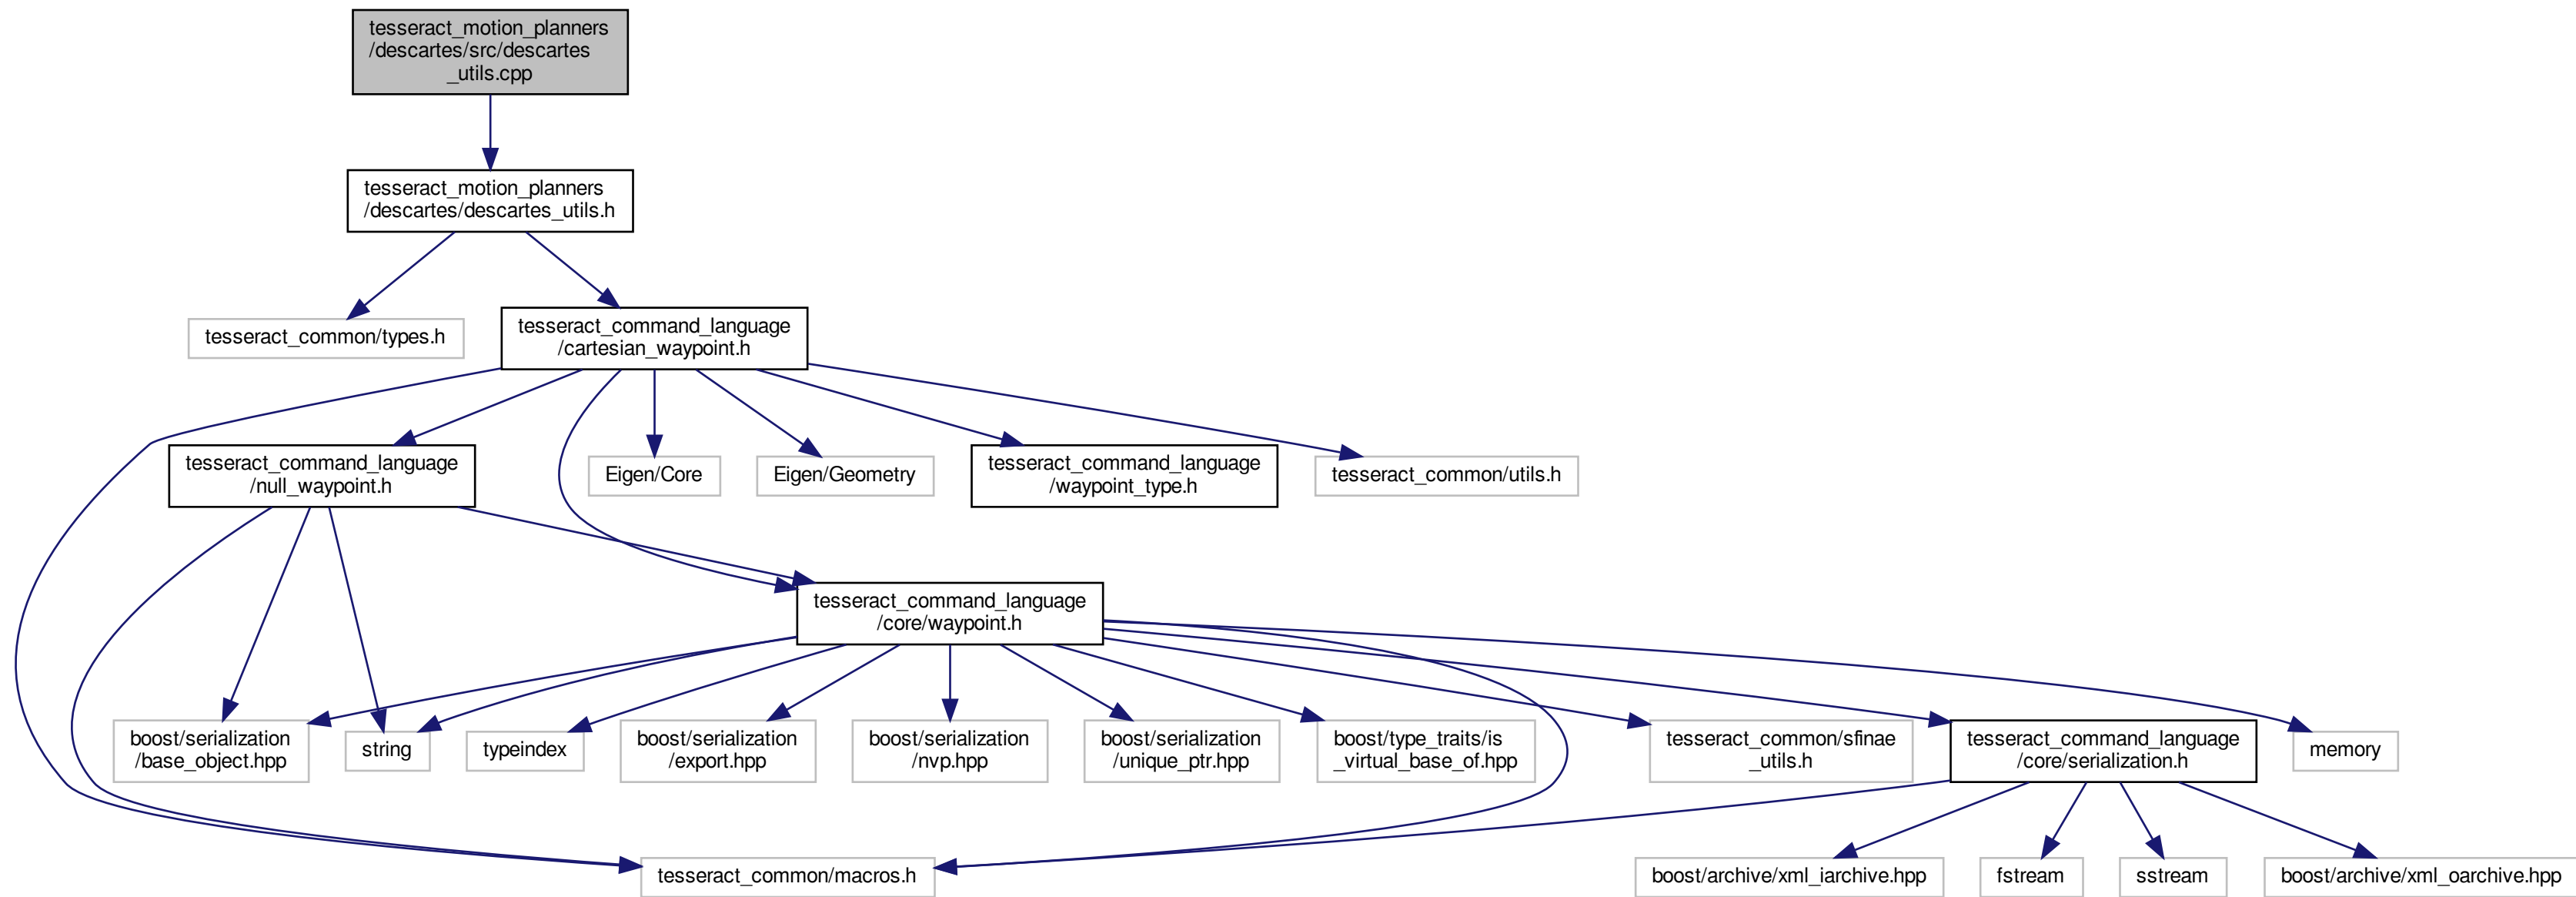 tesseract_motion_planners
/descartes/src/descartes
_utils.cpp
tesseract_motion_planners
/descartes/descartes_utils.h
tesseract_common/types.h
tesseract_command_language
/cartesian_waypoint.h
tesseract_command_language
/null_waypoint.h
Eigen/Core
Eigen/Geometry
tesseract_command_language
/waypoint_type.h
tesseract_common/utils.h
tesseract_command_language
/core/waypoint.h
boost/serialization
/base_object.hpp
string
typeindex
boost/serialization
/export.hpp
boost/serialization
/nvp.hpp
boost/serialization
/unique_ptr.hpp
boost/type_traits/is
_virtual_base_of.hpp
tesseract_common/sfinae
_utils.h
tesseract_command_language
/core/serialization.h
memory
tesseract_common/macros.h
boost/archive/xml_iarchive.hpp
fstream
sstream
boost/archive/xml_oarchive.hpp